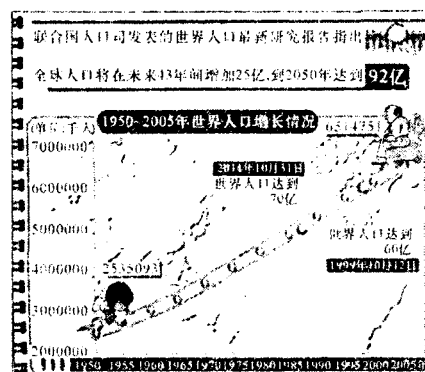 联合国人口司发表的世界人口最新研究报告指出
全球人口将在未来43年间增加25亿,到2050年达到92亿
1950-2005年世界人口增长情况
(单位:千人)
6514751
7000000
2014年10月31日
世界人口达到
70亿
6000000
5000000
世界人口达到
60亿
1999年10月12日
4000000
2535093
3000000
2000000
1950 1955 1960 1965 1970 1975 1980 1985 1990 1995 2000 2005